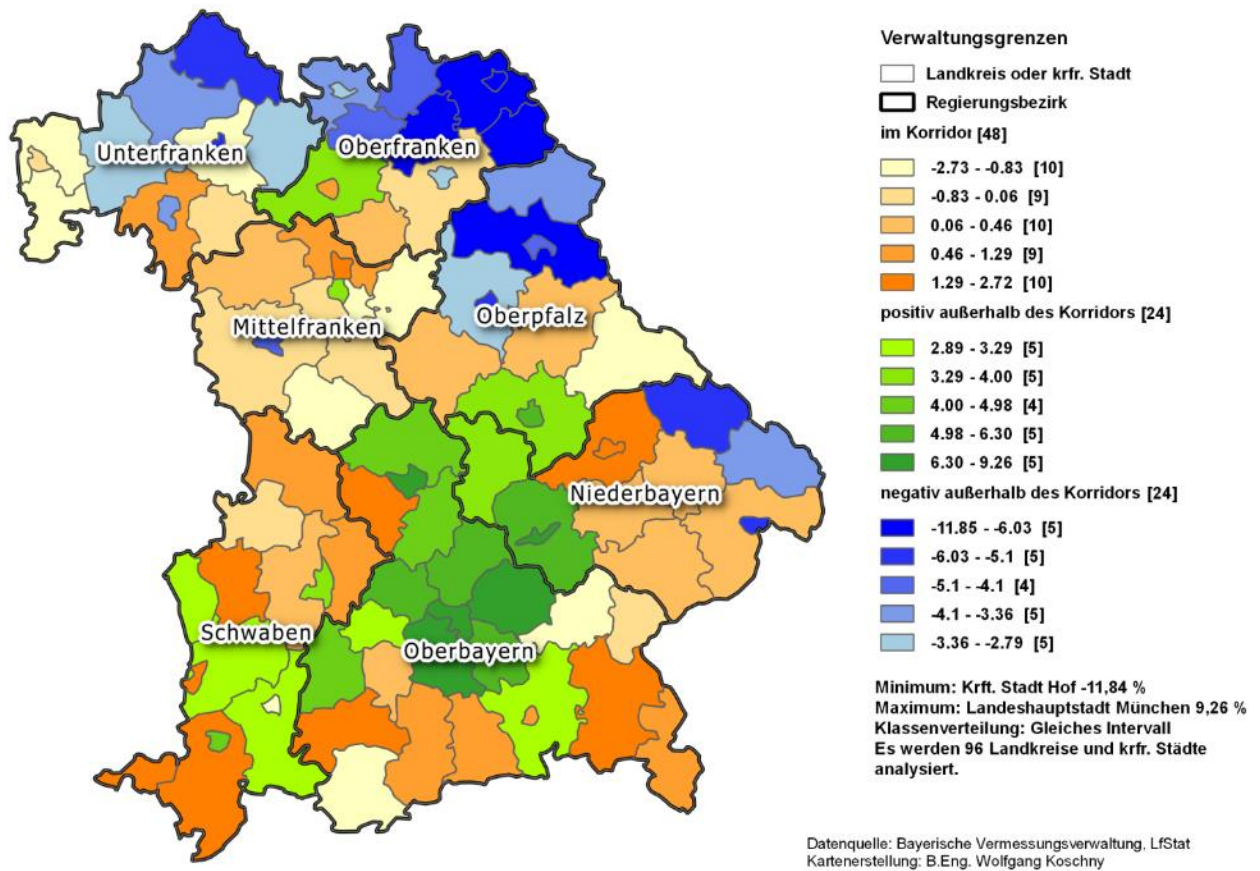 Unterfranken
Oberfranken
Mittelfranken
Oberpfalz
Niederbayern
Schwaben
Oberbayern
Verwaltungsgrenzen
Landkreis oder krfr. Stadt
Regierungsbezirk
im Korridor [48]
-2.73 - -0.83 [10]
-0.83 - 0.06 [9]
0.06 - 0.46 [10]
0.46 - 1.29 [9]
1.29 - 2.72 [10]
positiv außerhalb des Korridors [24]
2.89 - 3.29 [5]
3.29 - 4.00 [5]
4.00 - 4.98 [4]
4.98 - 6.30 [5]
6.30 - 9.26 [5]
negativ außerhalb des Korridors [24]
-11.85 - -6.03 [5]
-6.03 - -5.1 [5]
-5.1 - -4.1 [4]
-4.1 - -3.36 [5]
-3.36 - -2.79 [5]
Minimum: Krft. Stadt Hof -11,84 %
Maximum: Landeshauptstadt München 9,26 %
Klassenverteilung: Gleiches Intervall
Es werden 96 Landkreise und krfr. Städte
analysiert.
Datenquelle: Bayerische Vermessungsverwaltung, LfStat
Kartenerstellung: B.Eng. Wolfgang Koschny